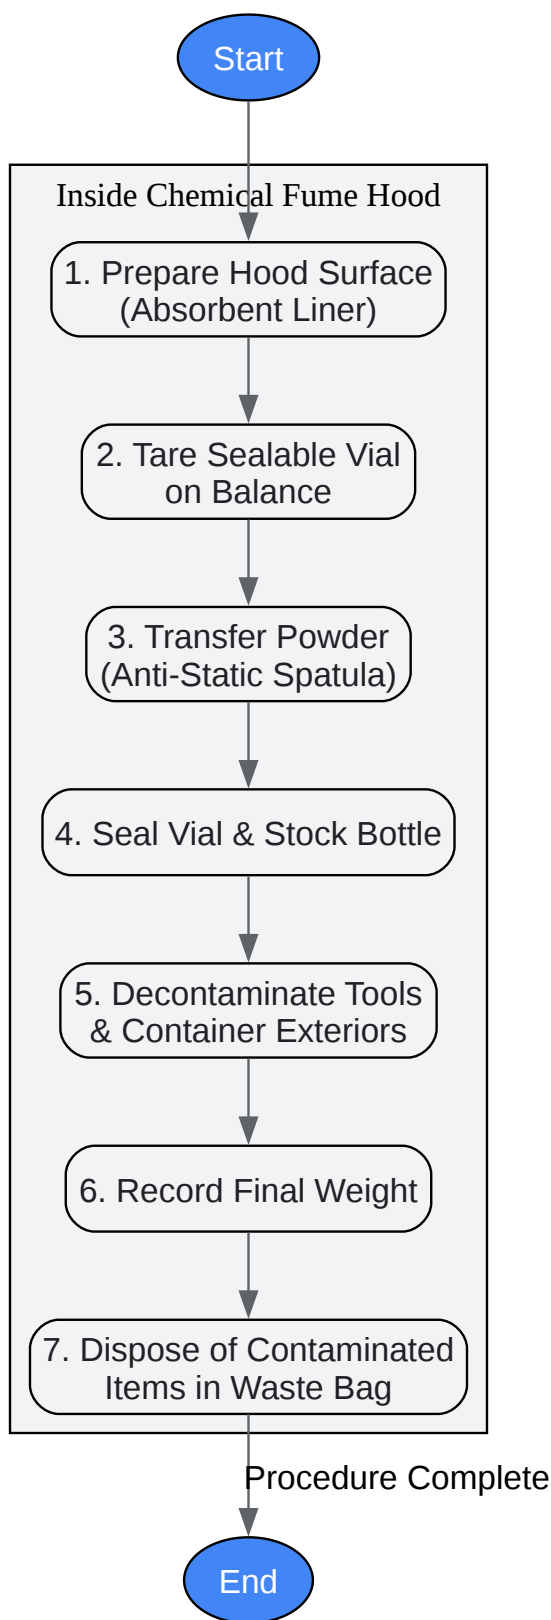 Start
Inside Chemical Fume Hood
1. Prepare Hood Surface
(Absorbent Liner)
2. Tare Sealable Vial
on Balance
3. Transfer Powder
(Anti-Static Spatula)
4. Seal Vial & Stock Bottle
5. Decontaminate Tools
& Container Exteriors
6. Record Final Weight
7. Dispose of Contaminated
Items in Waste Bag
Procedure Complete
End